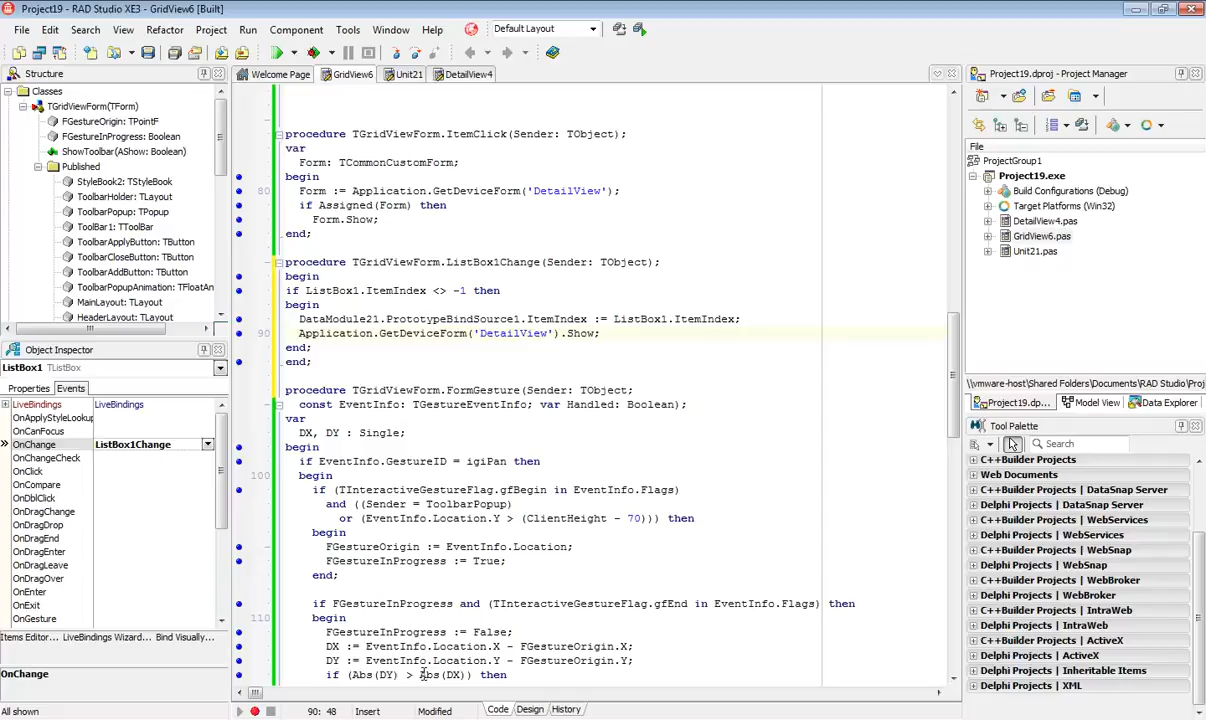 Project19 - RAD Studio XE3 - GridView6 [Built]
File Edit Search View Refactor Project Run Component Tools Window Help Default Layout
Structure
Classes
TGridViewForm(TForm)
FGestureOrigin: TPointF
FGestureInProgress: Boolean
ShowToolbar(AShow: Boolean)
Published
StyleBook2: TStyleBook
ToolbarHolder: TLayout
ToolbarPopup: TPopup
ToolBar1: TToolBar
ToolbarApplyButton: TButton
ToolbarCloseButton: TButton
ToolbarAddButton: TButton
ToolbarPopupAnimation: TFloatAn
MainLayout: TLayout
HeaderLayout: TLayout
Object Inspector
ListBox1 TListBox
Properties Events
LiveBindings LiveBindings
OnApplyStyleLookup
OnCanFocus
OnChange ListBox1Change
OnChangeCheck
OnClick
OnCompare
OnDblClick
OnDragChange
OnDragDrop
OnDragEnd
OnDragEnter
OnDragLeave
OnDragOver
OnEnter
OnExit
OnGesture
Items Editor... LiveBindings Wizard... Bind Visually...
OnChange
All shown
Welcome Page GridView6 Unit21 DetailView4
procedure TGridViewForm.ItemClick(Sender: TObject);
var
Form: TCommonCustomForm;
begin
80 Form := Application.GetDeviceForm('DetailView');
if Assigned(Form) then
Form.Show;
end;
procedure TGridViewForm.ListBox1Change(Sender: TObject);
begin
if ListBox1.ItemIndex <> -1 then
begin
DataModule21.PrototypeBindSource1.ItemIndex := ListBox1.ItemIndex;
90 Application.GetDeviceForm('DetailView').Show;
end;
end;
procedure TGridViewForm.FormGesture(Sender: TObject;
const EventInfo: TGestureEventInfo; var Handled: Boolean);
var
DX, DY : Single;
begin
if EventInfo.GestureID = igiPan then
100 begin
if (TInteractiveGestureFlag.gfBegin in EventInfo.Flags)
and ((Sender = ToolbarPopup)
or (EventInfo.Location.Y > (ClientHeight - 70))) then
begin
FGestureOrigin := EventInfo.Location;
FGestureInProgress := True;
end;
if FGestureInProgress and (TInteractiveGestureFlag.gfEnd in EventInfo.Flags) then
110 begin
FGestureInProgress := False;
DX := EventInfo.Location.X - FGestureOrigin.X;
DY := EventInfo.Location.Y - FGestureOrigin.Y;
if (Abs(DY) > Abs(DX)) then
90: 48 Insert Modified Code Design History
Project19.dproj - Project Manager
File
ProjectGroup1
Project19.exe
Build Configurations (Debug)
Target Platforms (Win32)
DetailView4.pas
GridView6.pas
Unit21.pas
\\vmware-host\Shared Folders\Documents\RAD Studio\Proj
Project19.dp... Model View Data Explorer
Tool Palette
Search
C++Builder Projects
Web Documents
C++Builder Projects | DataSnap Server
Delphi Projects | DataSnap Server
C++Builder Projects | WebServices
Delphi Projects | WebServices
C++Builder Projects | WebSnap
Delphi Projects | WebSnap
C++Builder Projects | WebBroker
Delphi Projects | WebBroker
C++Builder Projects | IntraWeb
Delphi Projects | IntraWeb
C++Builder Projects | ActiveX
Delphi Projects | ActiveX
Delphi Projects | Inheritable Items
Delphi Projects | XML